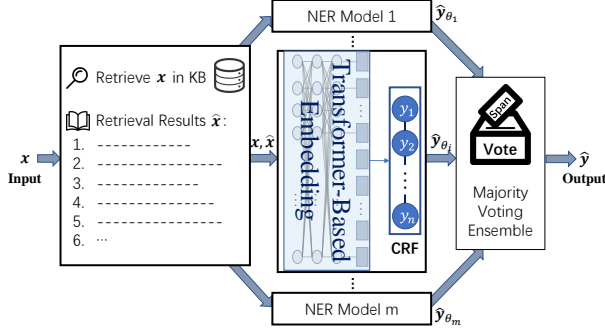 NER Model 1
ŷθ1
Retrieve x in KB
Retrieval Results x̂:
1. ---------------
2. --------------------
3. ----------------
4. -------------------
5. ------------------
6. ...
x
Input
x, x̂
Transformer-Based
Embedding
y1
y2
yn
CRF
ŷθi
Span
Vote
Majority
Voting
Ensemble
ŷ
Output
NER Model m
ŷθm